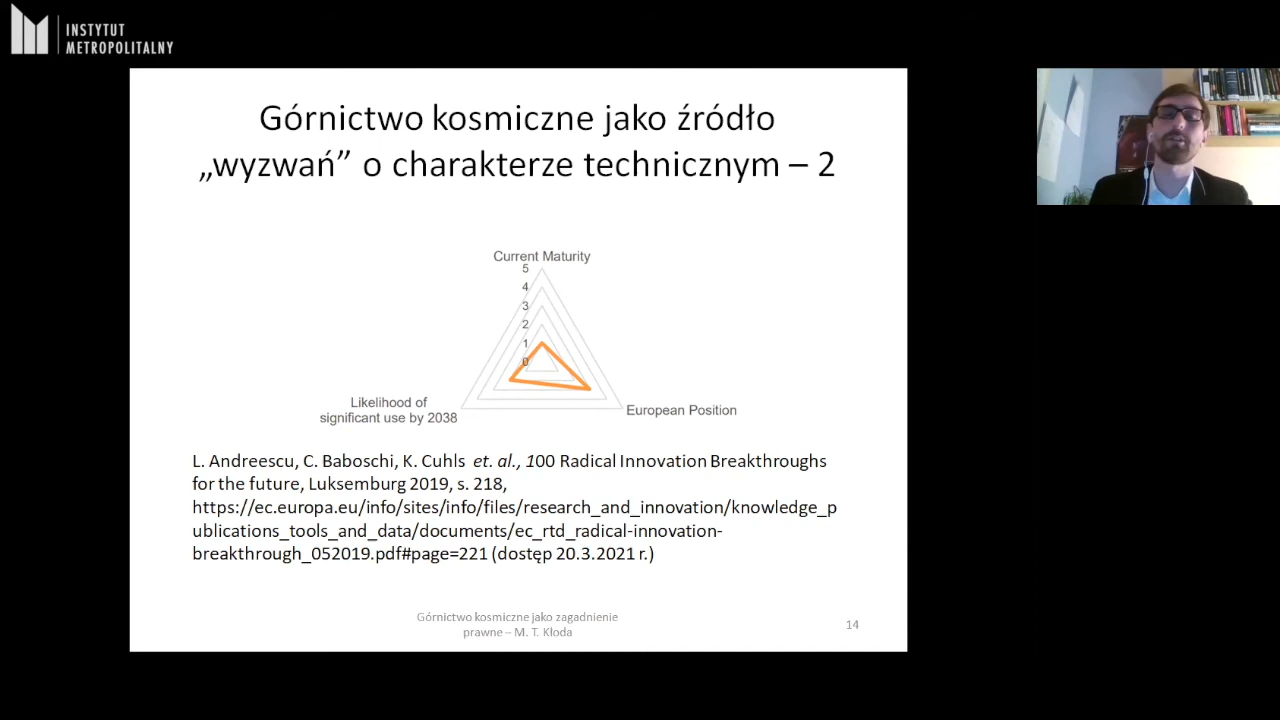 INSTYTUT
METROPOLITALNY
Górnictwo kosmiczne jako źródło
„wyzwań” o charakterze technicznym – 2
Current Maturity
5
4
3
2
1
0
Likelihood of
significant use by 2038
European Position
L. Andreescu, C. Baboschi, K. Cuhls et. al., 100 Radical Innovation Breakthroughs
for the future, Luksemburg 2019, s. 218,
https://ec.europa.eu/info/sites/info/files/research_and_innovation/knowledge_p
ublications_tools_and_data/documents/ec_rtd_radical-innovation-
breakthrough_052019.pdf#page=221 (dostęp 20.3.2021 r.)
Górnictwo kosmiczne jako zagadnienie
prawne – M. T. Kłoda
14